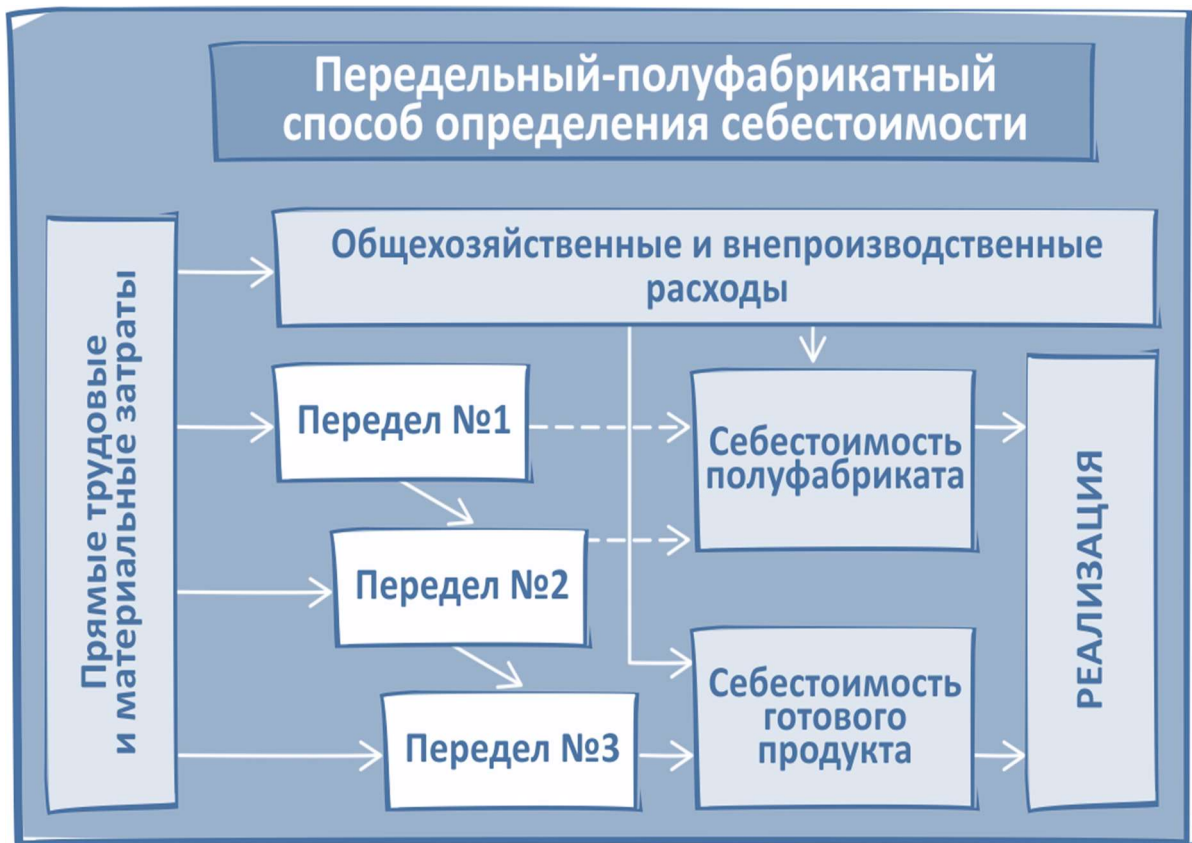 Передельный-полуфабрикатный
способ определения себестоимости
Прямые трудовые
и материальные затраты
Общехозяйственные и внепроизводственные
расходы
Передел №1
Передел №2
Передел №3
Себестоимость
полуфабриката
Себестоимость
готового
продукта
РЕАЛИЗАЦИЯ